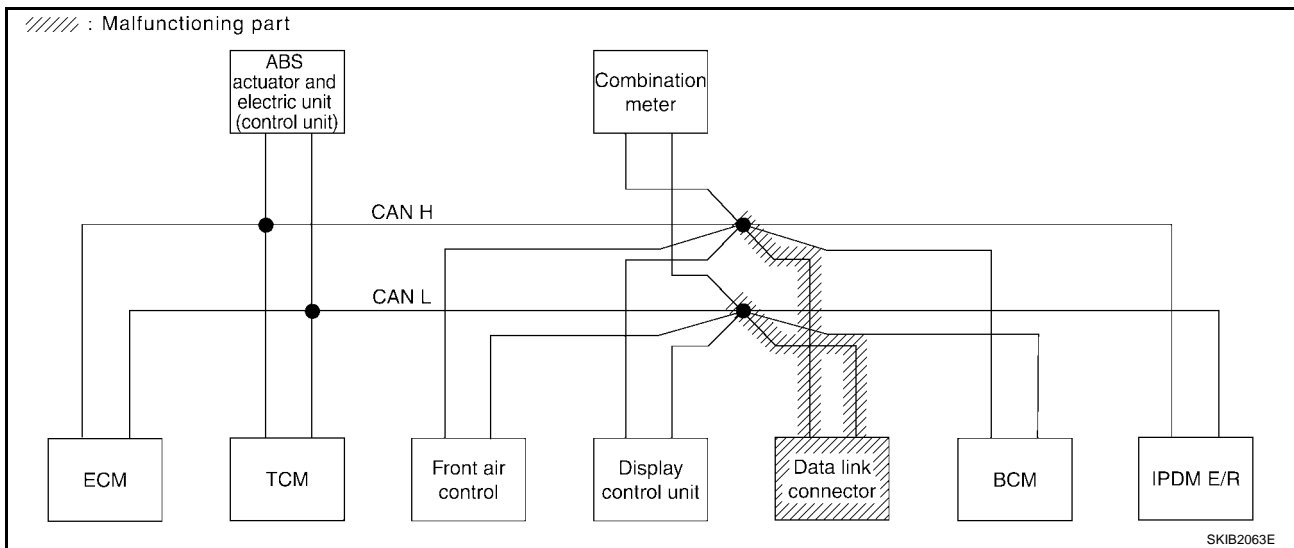 : Malfunctioning part
ABS
actuator and
electric unit
(control unit)
Combination
meter
CAN H
CAN L
ECM
TCM
Front air
control
Display
control unit
Data link
connector
BCM
IPDM E/R
SKIB2063E